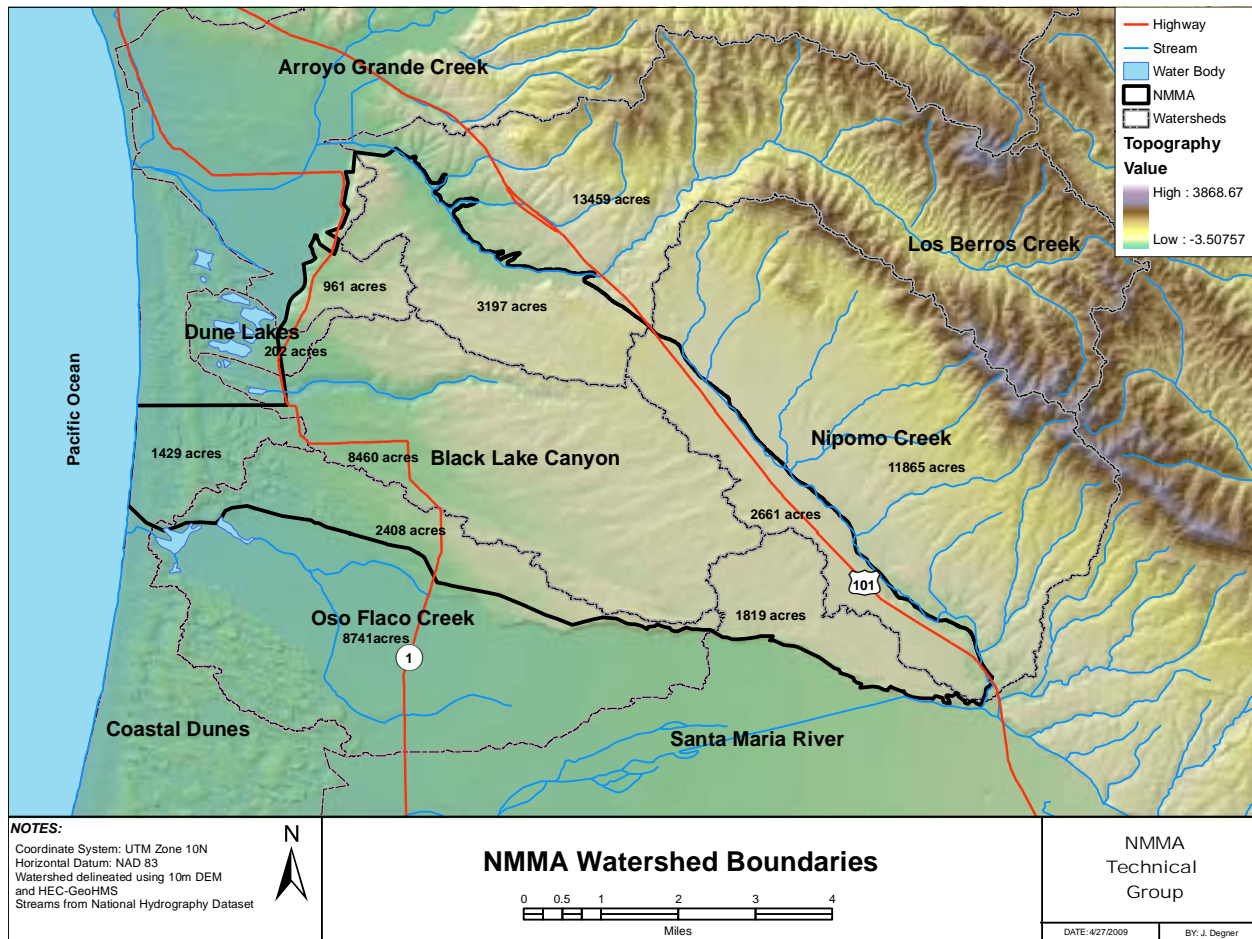 Arroyo Grande Creek
13459 acres
Los Berros Creek
961 acres
3197 acres
Dune Lakes
202 acres
Pacific Ocean
Nipomo Creek
11865 acres
1429 acres
8460 acres
Black Lake Canyon
2408 acres
2661 acres
101
1819 acres
Oso Flaco Creek
8741acres
1
Coastal Dunes
Santa Maria River
Highway
Stream
Water Body
NMMA
Watersheds
Topography
Value
High : 3868.67
Low : -3.50757
NOTES:
Coordinate System: UTM Zone 10N
Horizontal Datum: NAD 83
Watershed delineated using 10m DEM
and HEC-GeoHMS
Streams from National Hydrography Dataset
N
NMMA Watershed Boundaries
0 0.5 1 2 3 4
Miles
NMMA
Technical
Group
DATE:4/27/2009
BY: J. Degner